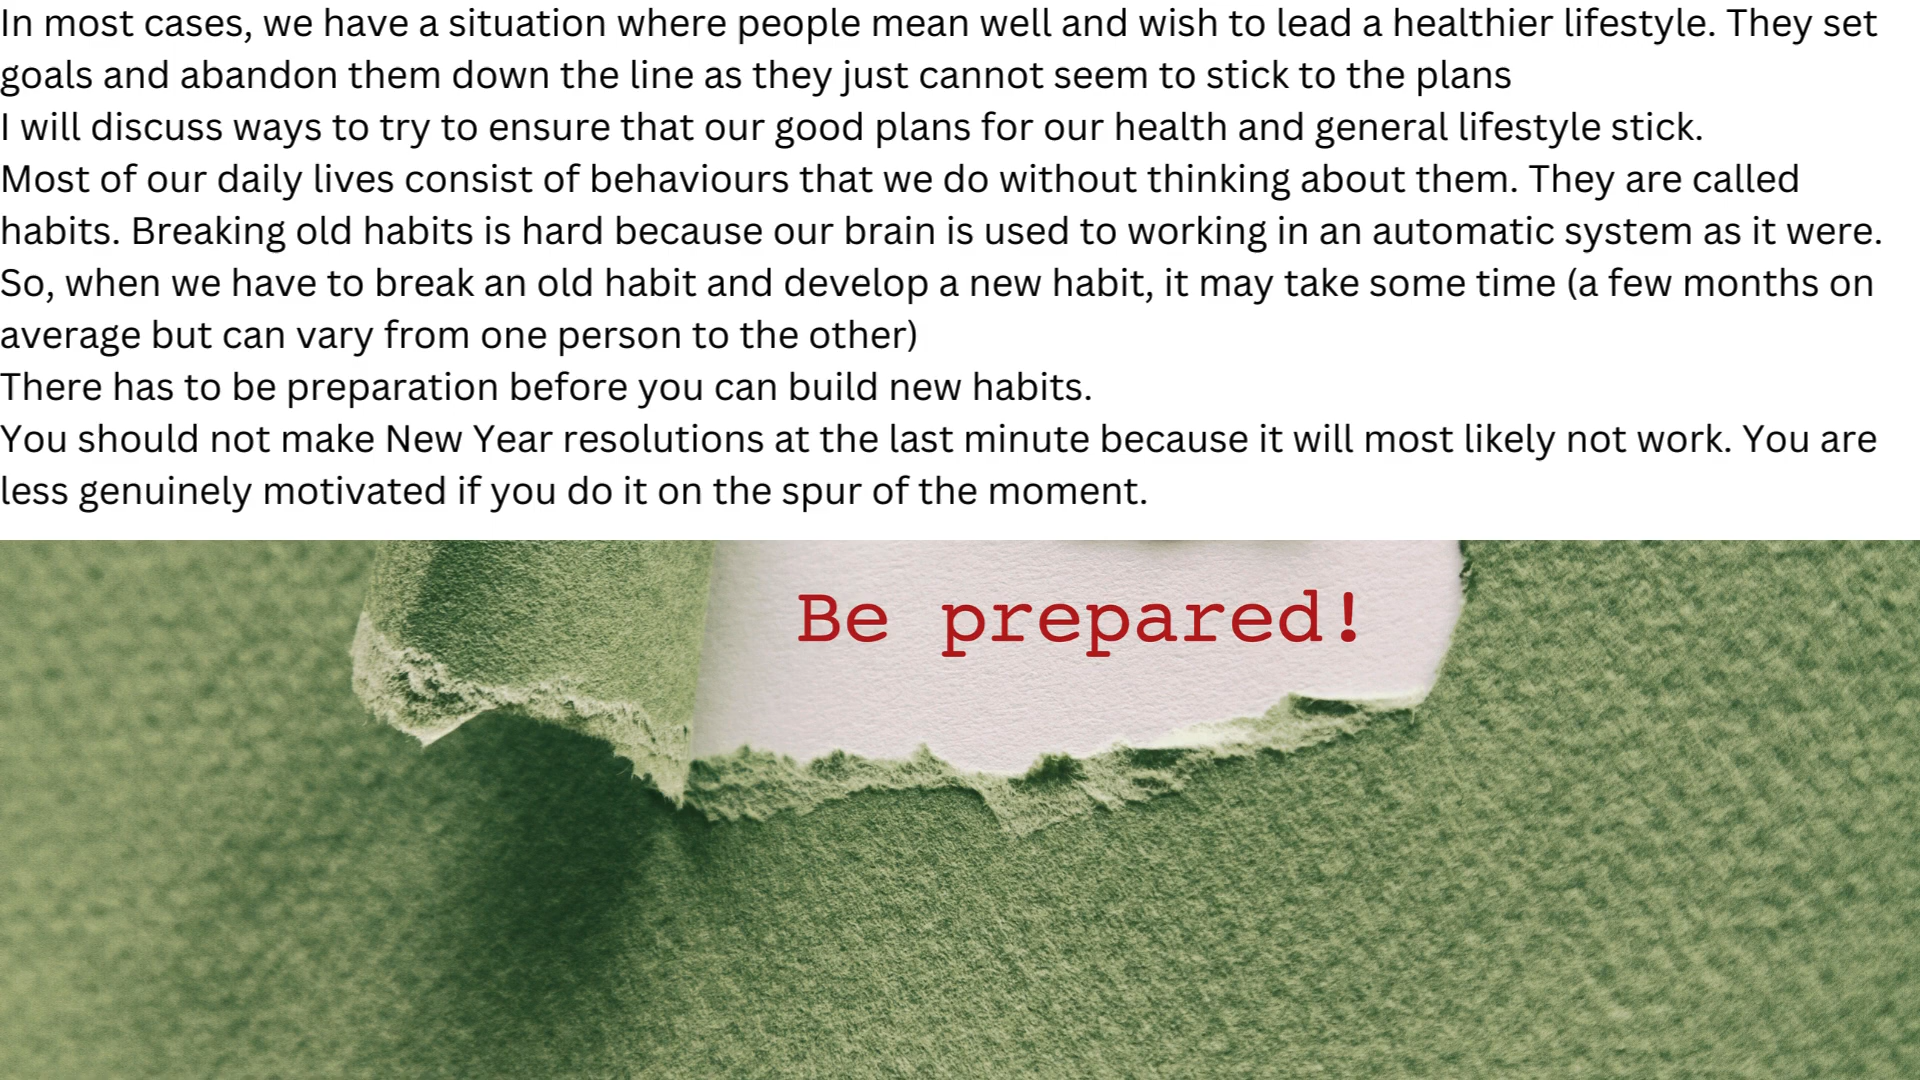 In most cases, we have a situation where people mean well and wish to lead a healthier lifestyle. They set
goals and abandon them down the line as they just cannot seem to stick to the plans
I will discuss ways to try to ensure that our good plans for our health and general lifestyle stick.
Most of our daily lives consist of behaviours that we do without thinking about them. They are called
habits. Breaking old habits is hard because our brain is used to working in an automatic system as it were.
So, when we have to break an old habit and develop a new habit, it may take some time (a few months on
average but can vary from one person to the other)
There has to be preparation before you can build new habits.
You should not make New Year resolutions at the last minute because it will most likely not work. You are
less genuinely motivated if you do it on the spur of the moment.
Be prepared!